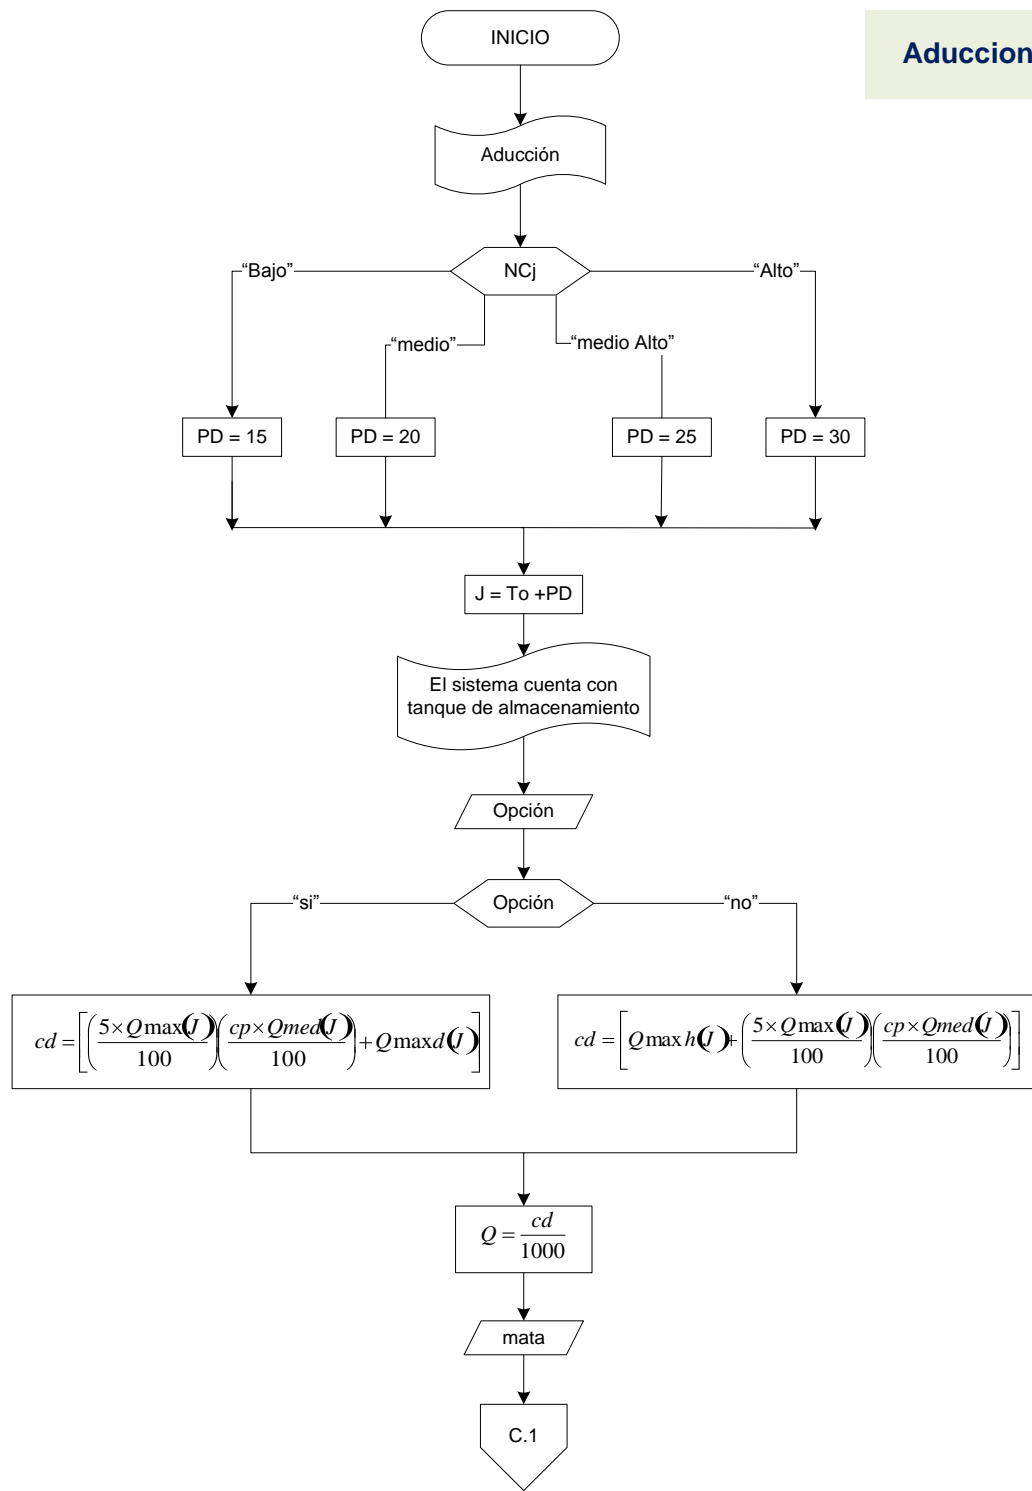 INICIO
Aduccion
Aducción
NCj
“Bajo”
“Alto”
“medio”
“medio Alto”
PD = 15
PD = 20
PD = 25
PD = 30
J = To +PD
El sistema cuenta con
tanque de almacenamiento
Opción
Opción
“si”
“no”
cd = [((5×Qmax(J))/100)((cp×Qmed(J))/100)+Qmaxd(J)]
cd = [Qmaxh(J)+((5×Qmax(J))/100)((cp×Qmed(J))/100)]
Q = cd/1000
mata
C.1